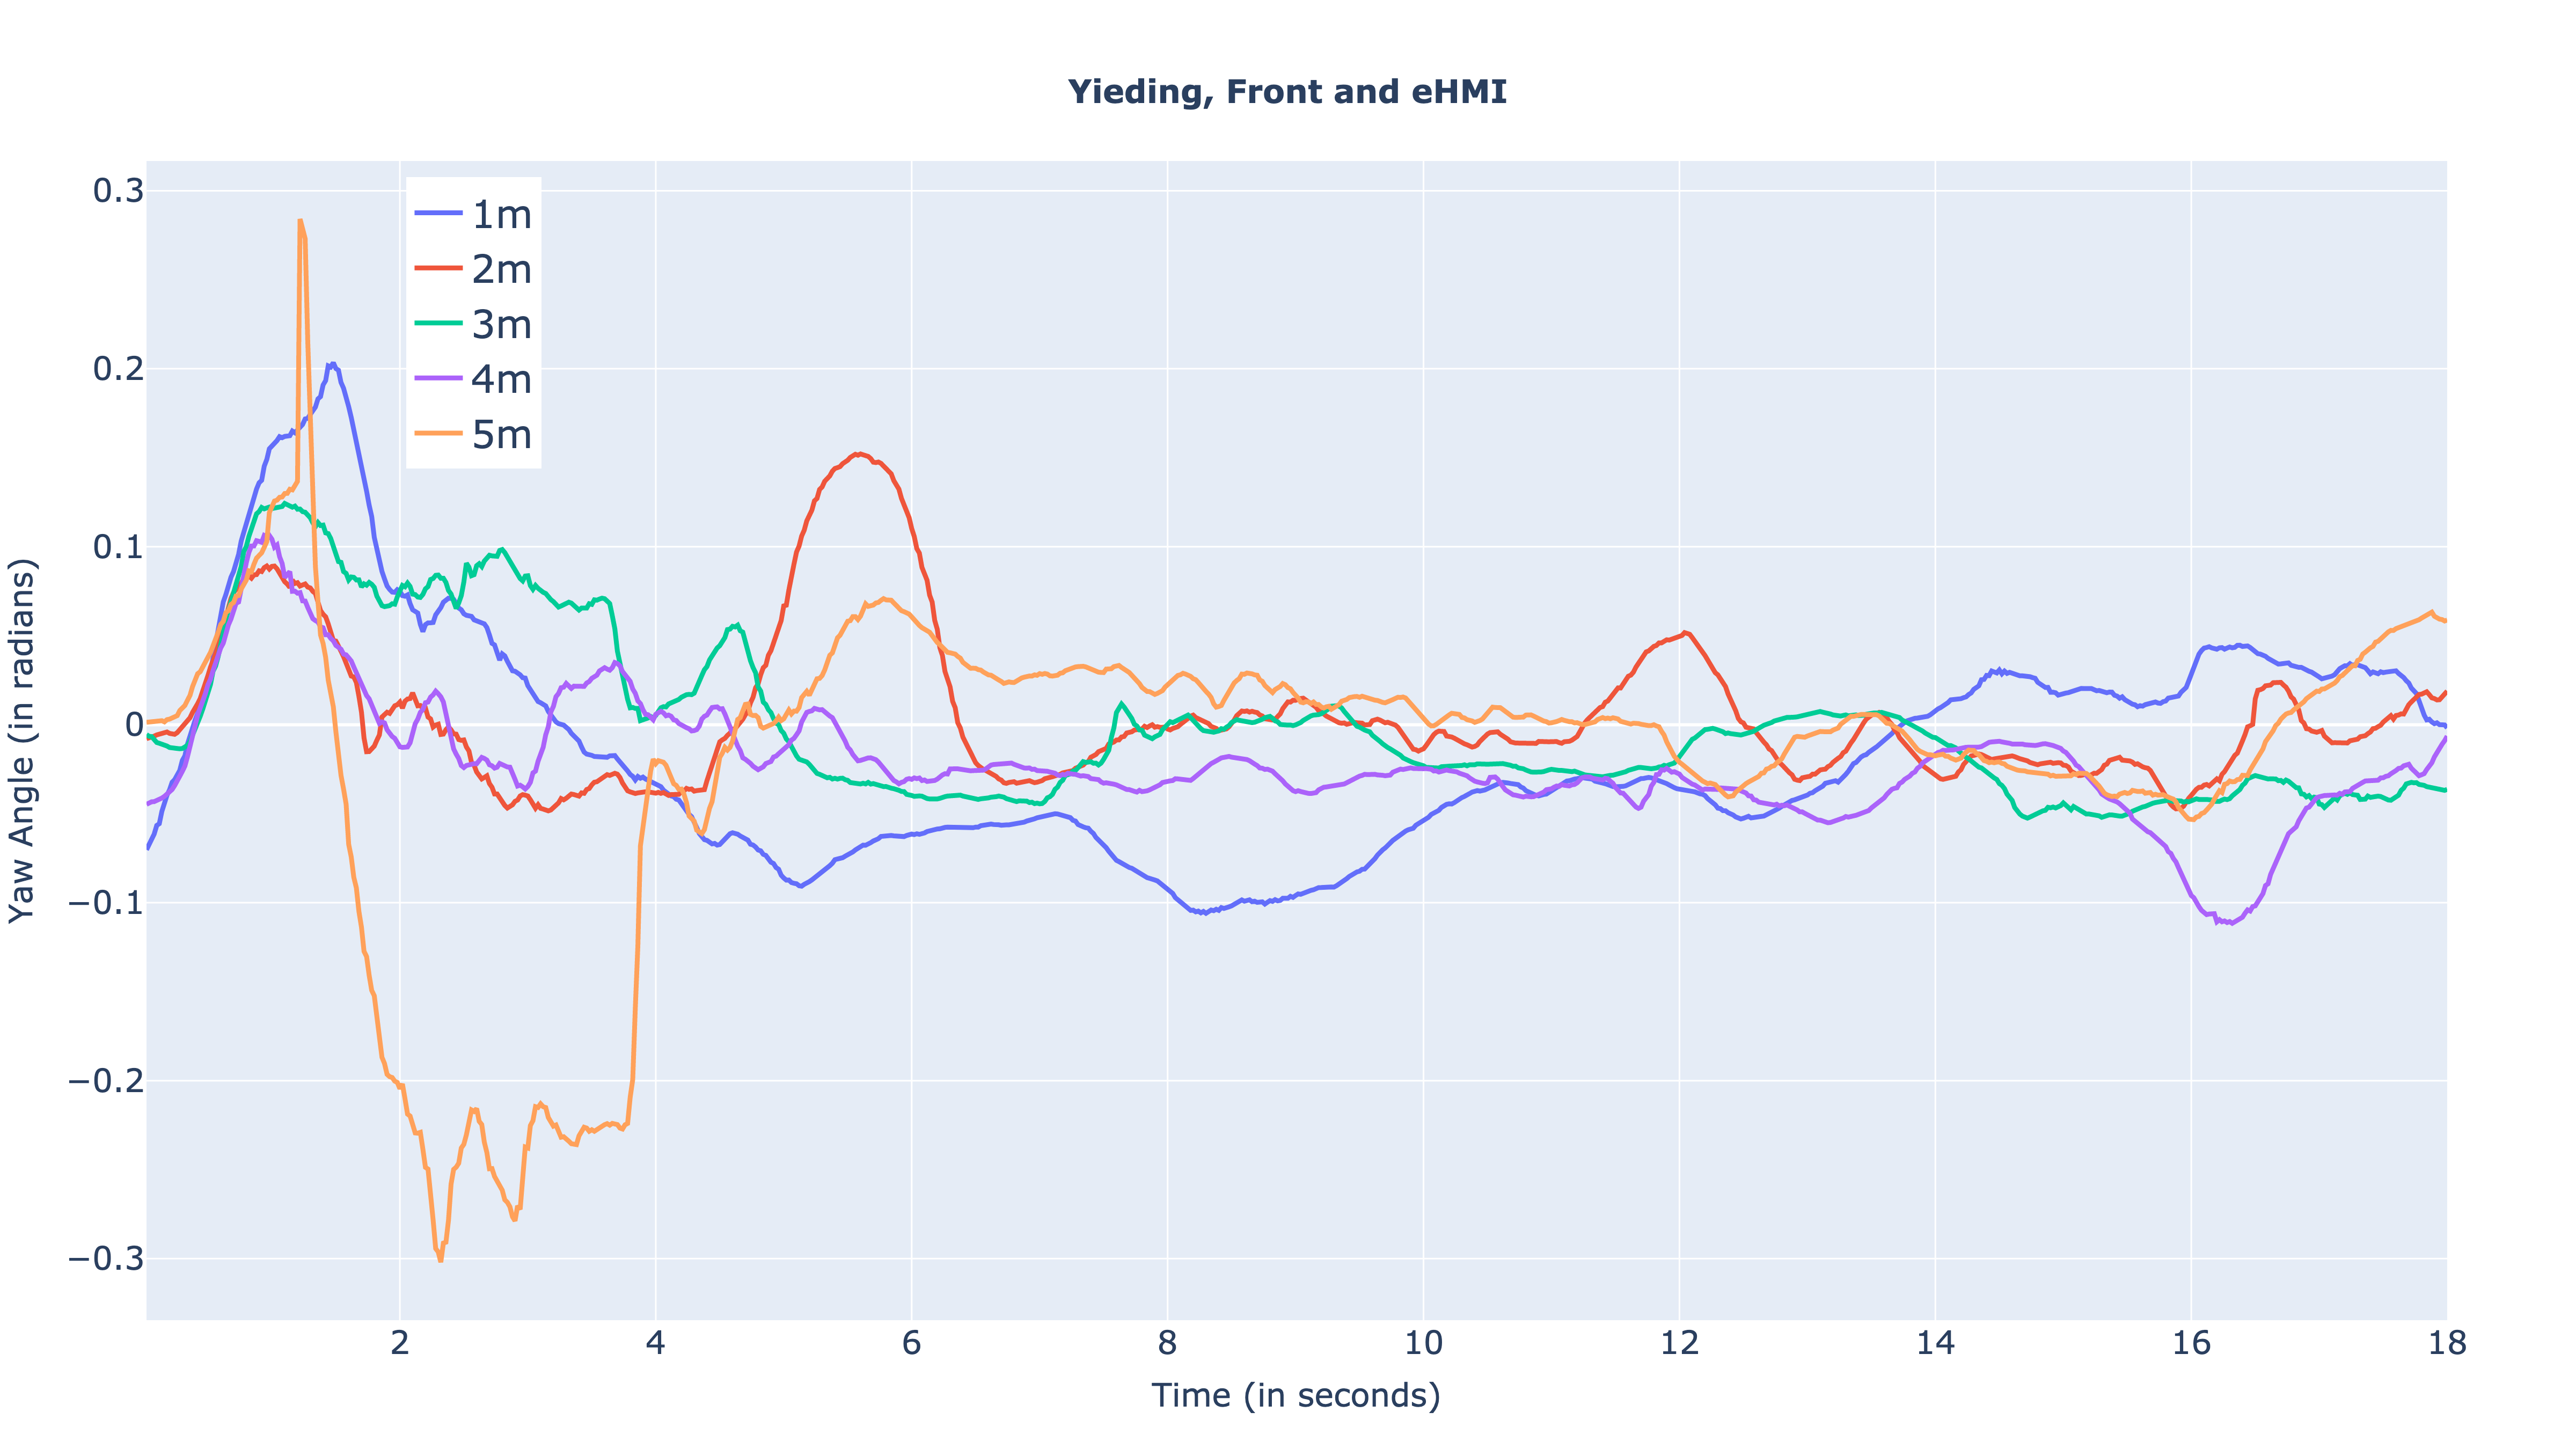 Yieding, Front and eHMI
0.3
0.2
0.1
0
−0.1
−0.2
−0.3
Yaw Angle (in radians)
1m
2m
3m
4m
5m
2
4
6
8
10
12
14
16
18
Time (in seconds)